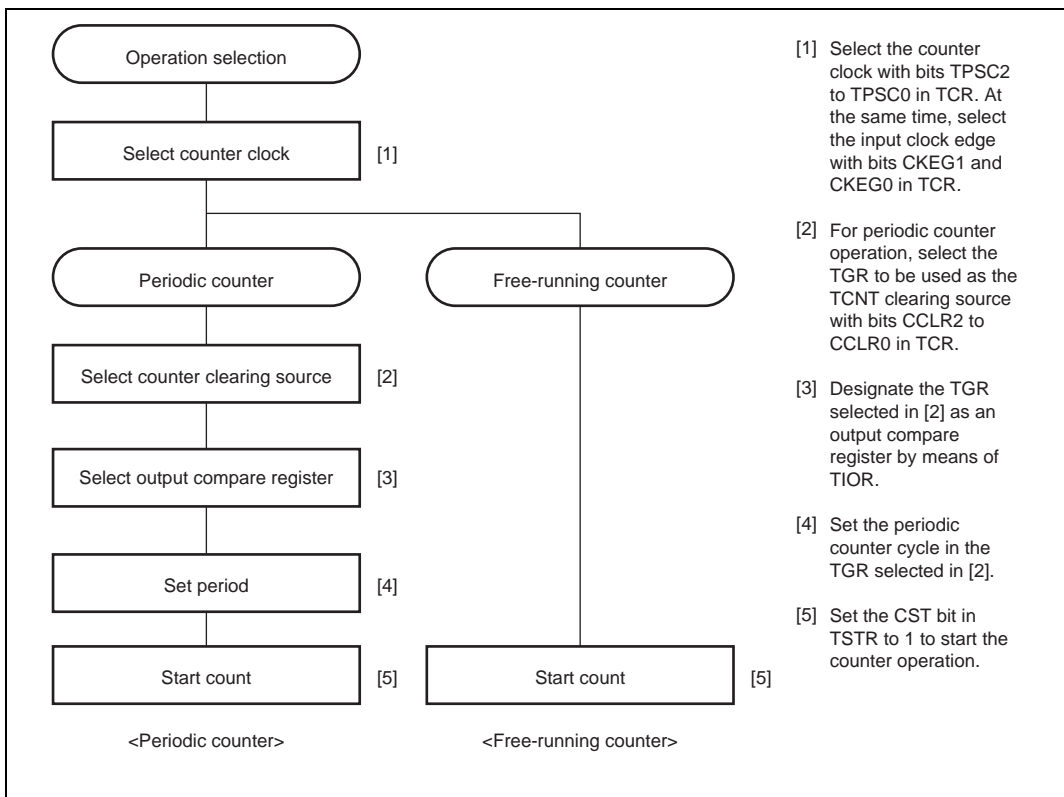 Operation selection
Select counter clock
[1]
Periodic counter
Free-running counter
Select counter clearing source
[2]
Select output compare register
[3]
Set period
[4]
Start count
[5]
Start count
[5]
<Periodic counter>
<Free-running counter>
[1] Select the counter
clock with bits TPSC2
to TPSC0 in TCR. At
the same time, select
the input clock edge
with bits CKEG1 and
CKEG0 in TCR.
[2] For periodic counter
operation, select the
TGR to be used as the
TCNT clearing source
with bits CCLR2 to
CCLR0 in TCR.
[3] Designate the TGR
selected in [2] as an
output compare
register by means of
TIOR.
[4] Set the periodic
counter cycle in the
TGR selected in [2].
[5] Set the CST bit in
TSTR to 1 to start the
counter operation.